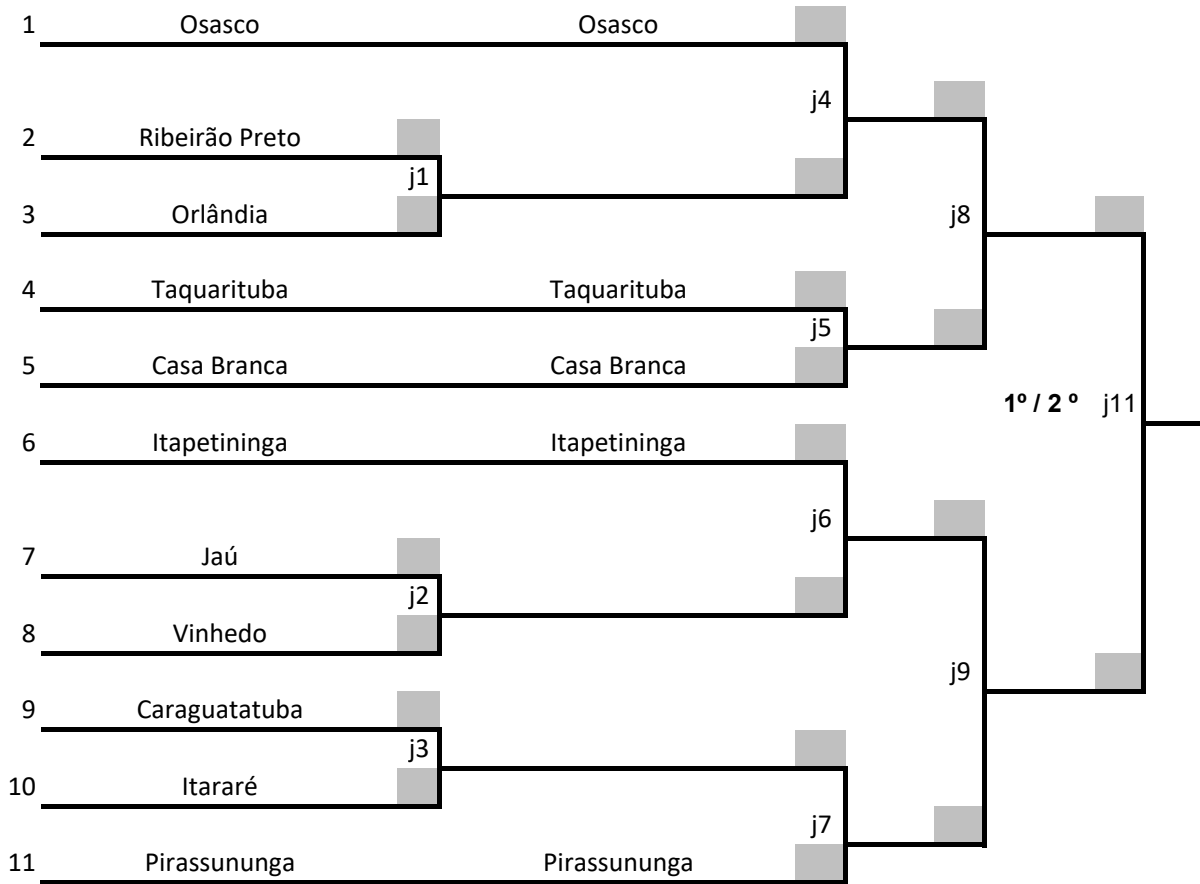 1 Osasco Osasco
j4
2 Ribeirão Preto
j1
3 Orlândia
j8
4 Taquarituba Taquarituba
j5
5 Casa Branca Casa Branca
1º / 2 º j11
6 Itapetininga Itapetininga
j6
7 Jaú
j2
8 Vinhedo
j9
9 Caraguatatuba
j3
10 Itararé
j7
11 Pirassununga Pirassununga